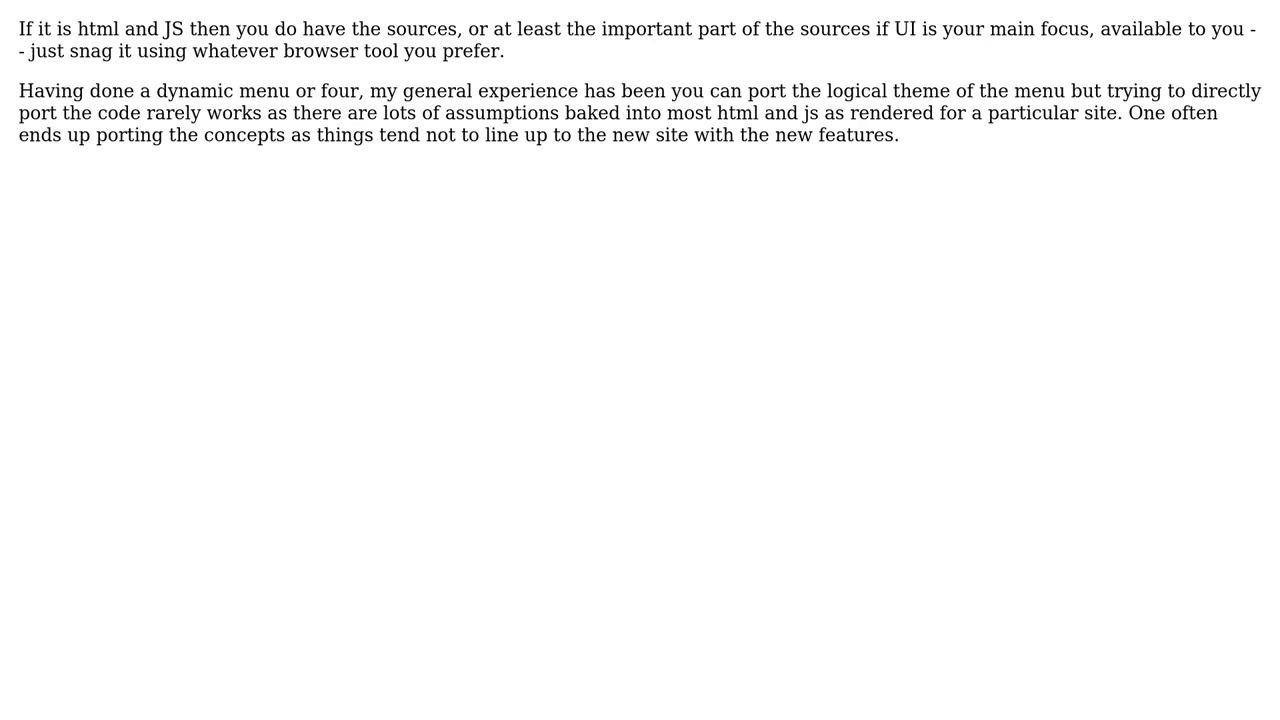 If it is html and JS then you do have the sources, or at least the important part of the sources if UI is your main focus, available to you -
- just snag it using whatever browser tool you prefer.
Having done a dynamic menu or four, my general experience has been you can port the logical theme of the menu but trying to directly
port the code rarely works as there are lots of assumptions baked into most html and js as rendered for a particular site. One often
ends up porting the concepts as things tend not to line up to the new site with the new features.